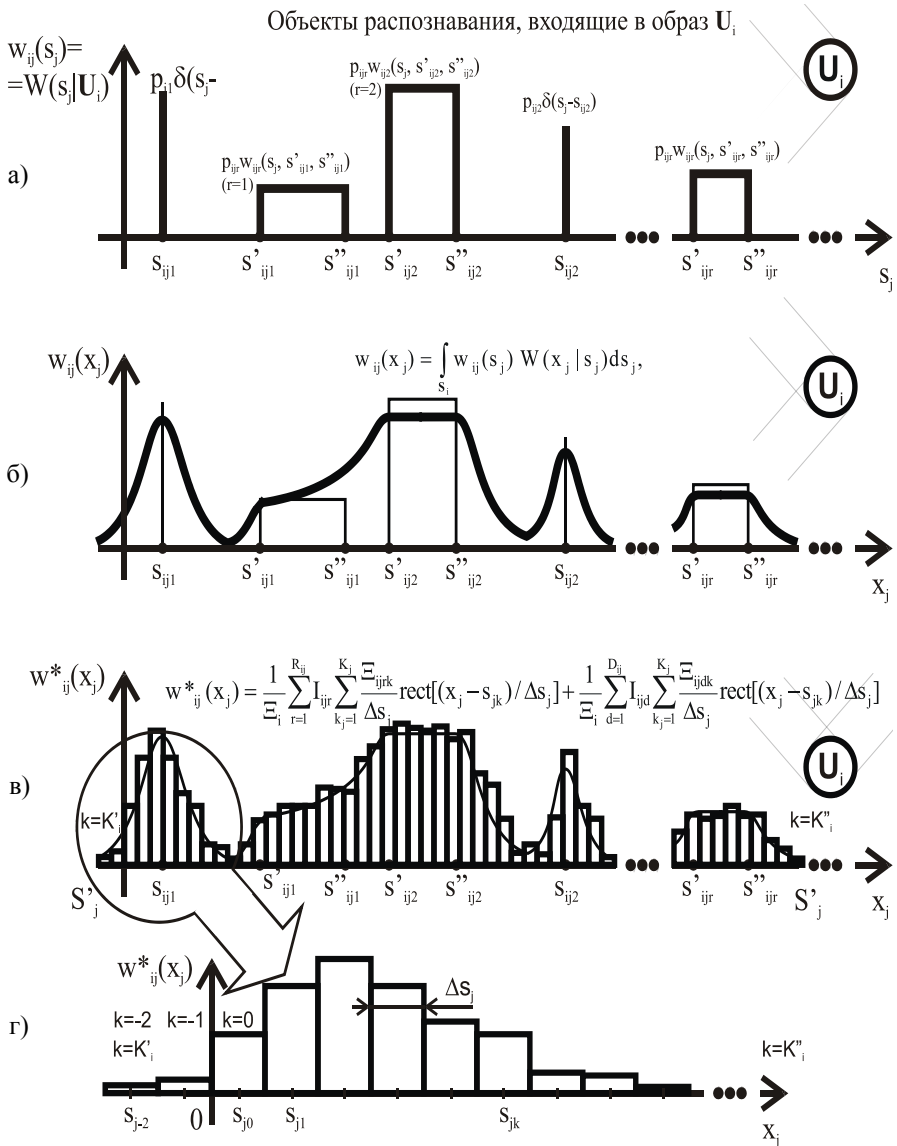 Объекты распознавания, входящие в образ U_i
w_ij(s_j)=
=W(s_j|U_i)
p_i1δ(s_j-
p_ijr w_ij2(s_j, s'_ij2, s''_ij2)
(r=2)
p_ij2δ(s_j-s_ij2)
U_i
p_ijr w_ijr(s_j, s'_ij1, s''_ij1)
(r=1)
p_ijr w_ijr(s_j, s'_ijr, s''_ijr)
а)
s_ij1 s'_ij1 s''_ij1 s'_ij2 s''_ij2 s_ij2 s'_ijr s''_ijr s_j
w_ij(x_j)
w_ij(x_j) = ∫_{s_i} w_ij(s_j) W(x_j | s_j)ds_j,
U_i
б)
s_ij1 s'_ij1 s''_ij1 s'_ij2 s''_ij2 s_ij2 s'_ijr s''_ijr x_j
w*_ij(x_j)
w*_ij(x_j) = 1/Ξ_i ∑_{r=1}^{R_ij} I_ijr ∑_{k_j=1}^{K_j} Ξ_ijrk/Δs_j rect[(x_j − s_jk)/Δs_j] + 1/Ξ_i ∑_{d=1}^{D_ij} I_ijd ∑_{k_j=1}^{K_j} Ξ_ijdk/Δs_j rect[(x_j − s_jk)/Δs_j]
U_i
в)
k=K'_i k=K''_i
S'_j s_ij1 s'_ij1 s''_ij1 s'_ij2 s''_ij2 s_ij2 s'_ijr s''_ijr S'_j x_j
w*_ij(x_j)
Δs_j
г)
k=-2 k=-1 k=0
k=K'_i k=K''_i
s_j-2 0 s_j0 s_j1 s_jk x_j